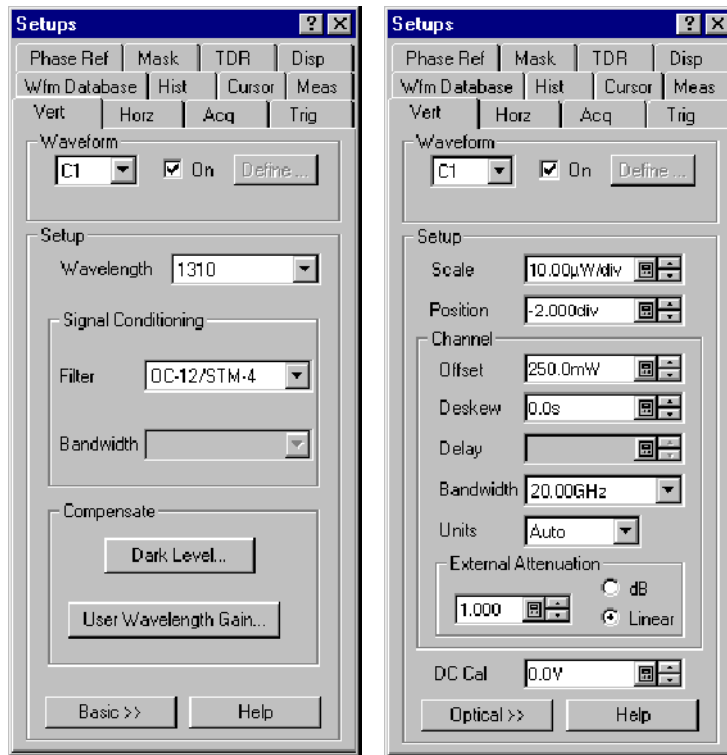 Setups
Phase Ref Mask TDR Disp
Wfm Database Hist Cursor Meas
Vert Horz Acq Trig
Waveform
C1 On Define ...
Setup
Wavelength 1310
Signal Conditioning
Filter OC-12/STM-4
Bandwidth
Compensate
Dark Level...
User Wavelength Gain...
Basic >> Help
Setups
Phase Ref Mask TDR Disp
Wfm Database Hist Cursor Meas
Vert Horz Acq Trig
Waveform
C1 On Define ...
Setup
Scale 10.00µW/div
Position -2.000div
Channel
Offset 250.0mW
Deskew 0.0s
Delay
Bandwidth 20.00GHz
Units Auto
External Attenuation
1.000 dB
Linear
DC Cal 0.0V
Optical >> Help